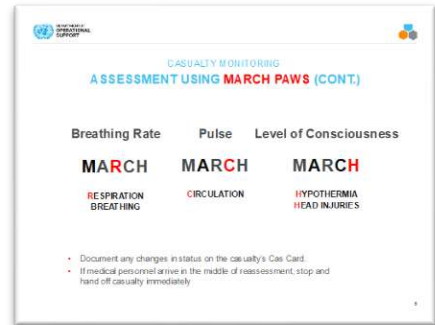 DEPARTMENT OF
OPERATIONAL
SUPPORT
CASUALTY MONITORING
ASSESSMENT USING MARCH PAWS (CONT.)
Breathing Rate Pulse Level of Consciousness
MARCH MARCH MARCH
RESPIRATION CIRCULATION HYPOTHERMIA
BREATHING HEAD INJURIES
• Document any changes in status on the casualty's Cas Card.
• If medical personnel arrive in the middle of reassessment, stop and
hand off casualty immediately